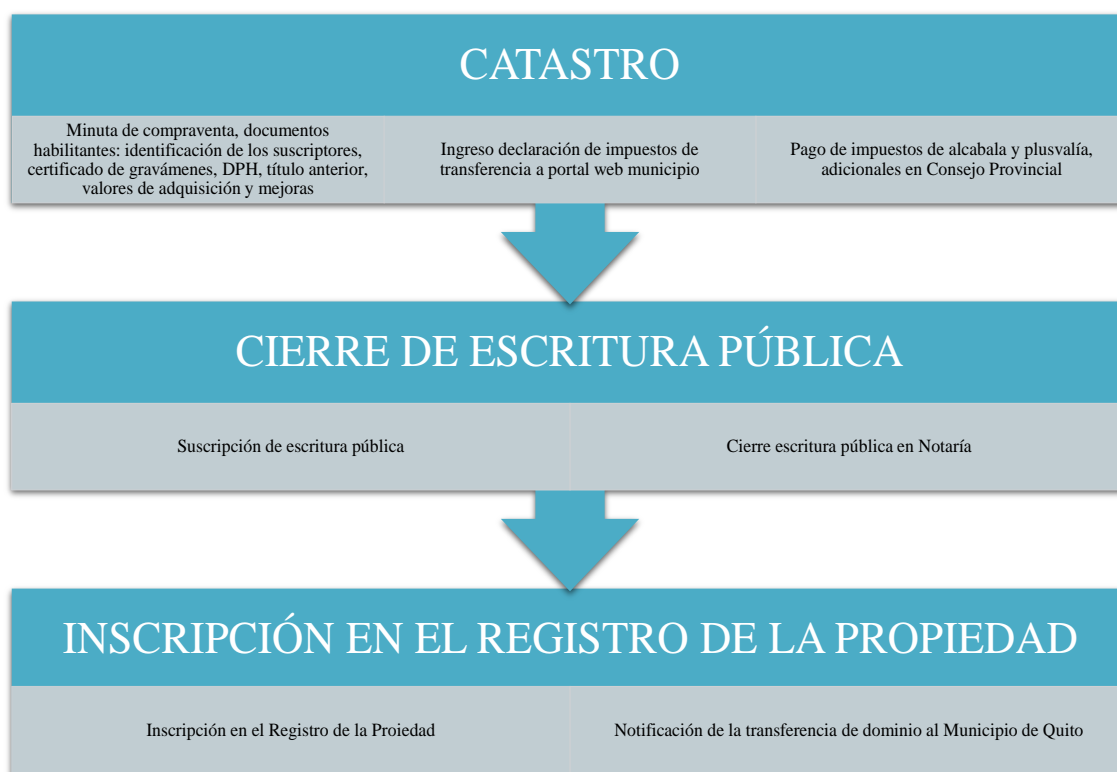 CATASTRO
Minuta de compraventa, documentos
habilitantes: identificación de los suscriptores,
certificado de gravámenes, DPH, título anterior,
valores de adquisición y mejoras
Ingreso declaración de impuestos de
transferencia a portal web municipio
Pago de impuestos de alcabala y plusvalía,
adicionales en Consejo Provincial
CIERRE DE ESCRITURA PÚBLICA
Suscripción de escritura pública
Cierre escritura pública en Notaría
INSCRIPCIÓN EN EL REGISTRO DE LA PROPIEDAD
Inscripción en el Registro de la Proiedad
Notificación de la transferencia de dominio al Municipio de Quito